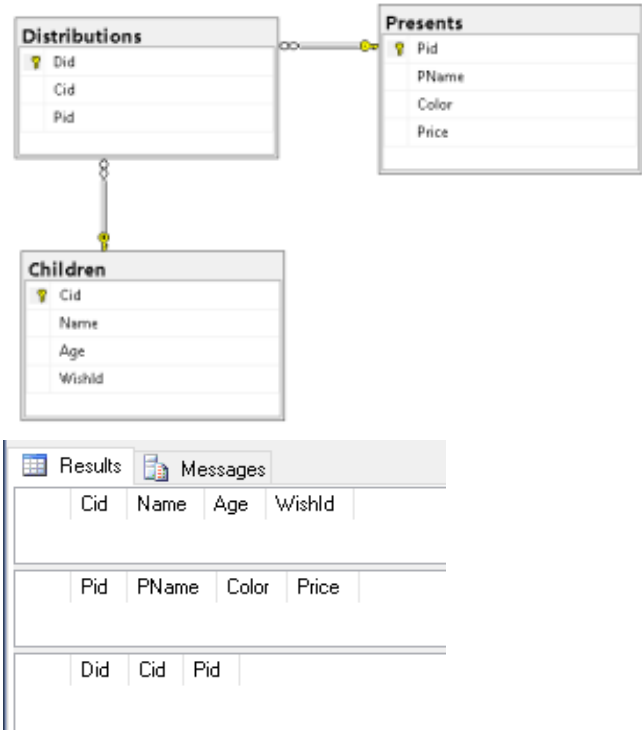 Distributions
Did
Cid
Pid
Presents
Pid
PName
Color
Price
Children
Cid
Name
Age
WishId
Results Messages
Cid Name Age WishId
Pid PName Color Price
Did Cid Pid